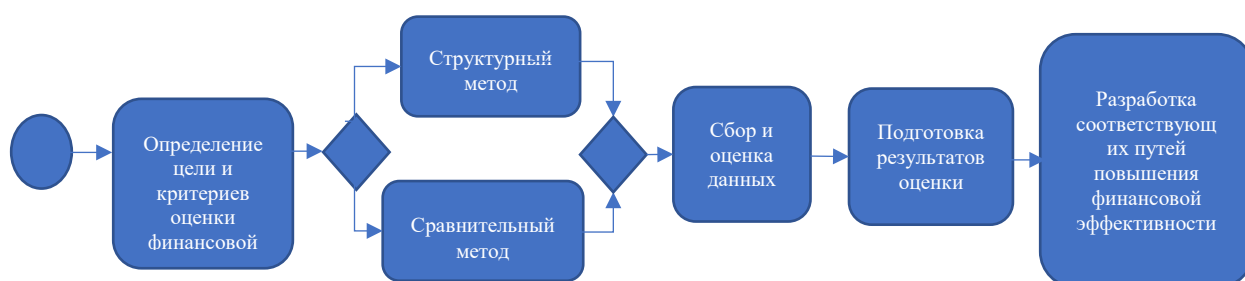 Определение
цели и
критериев
оценки
финансовой
Структурный
метод
Сравнительный
метод
Сбор и
оценка
данных
Подготовка
результатов
оценки
Разработка
соответствующ
их путей
повышения
финансовой
эффективности